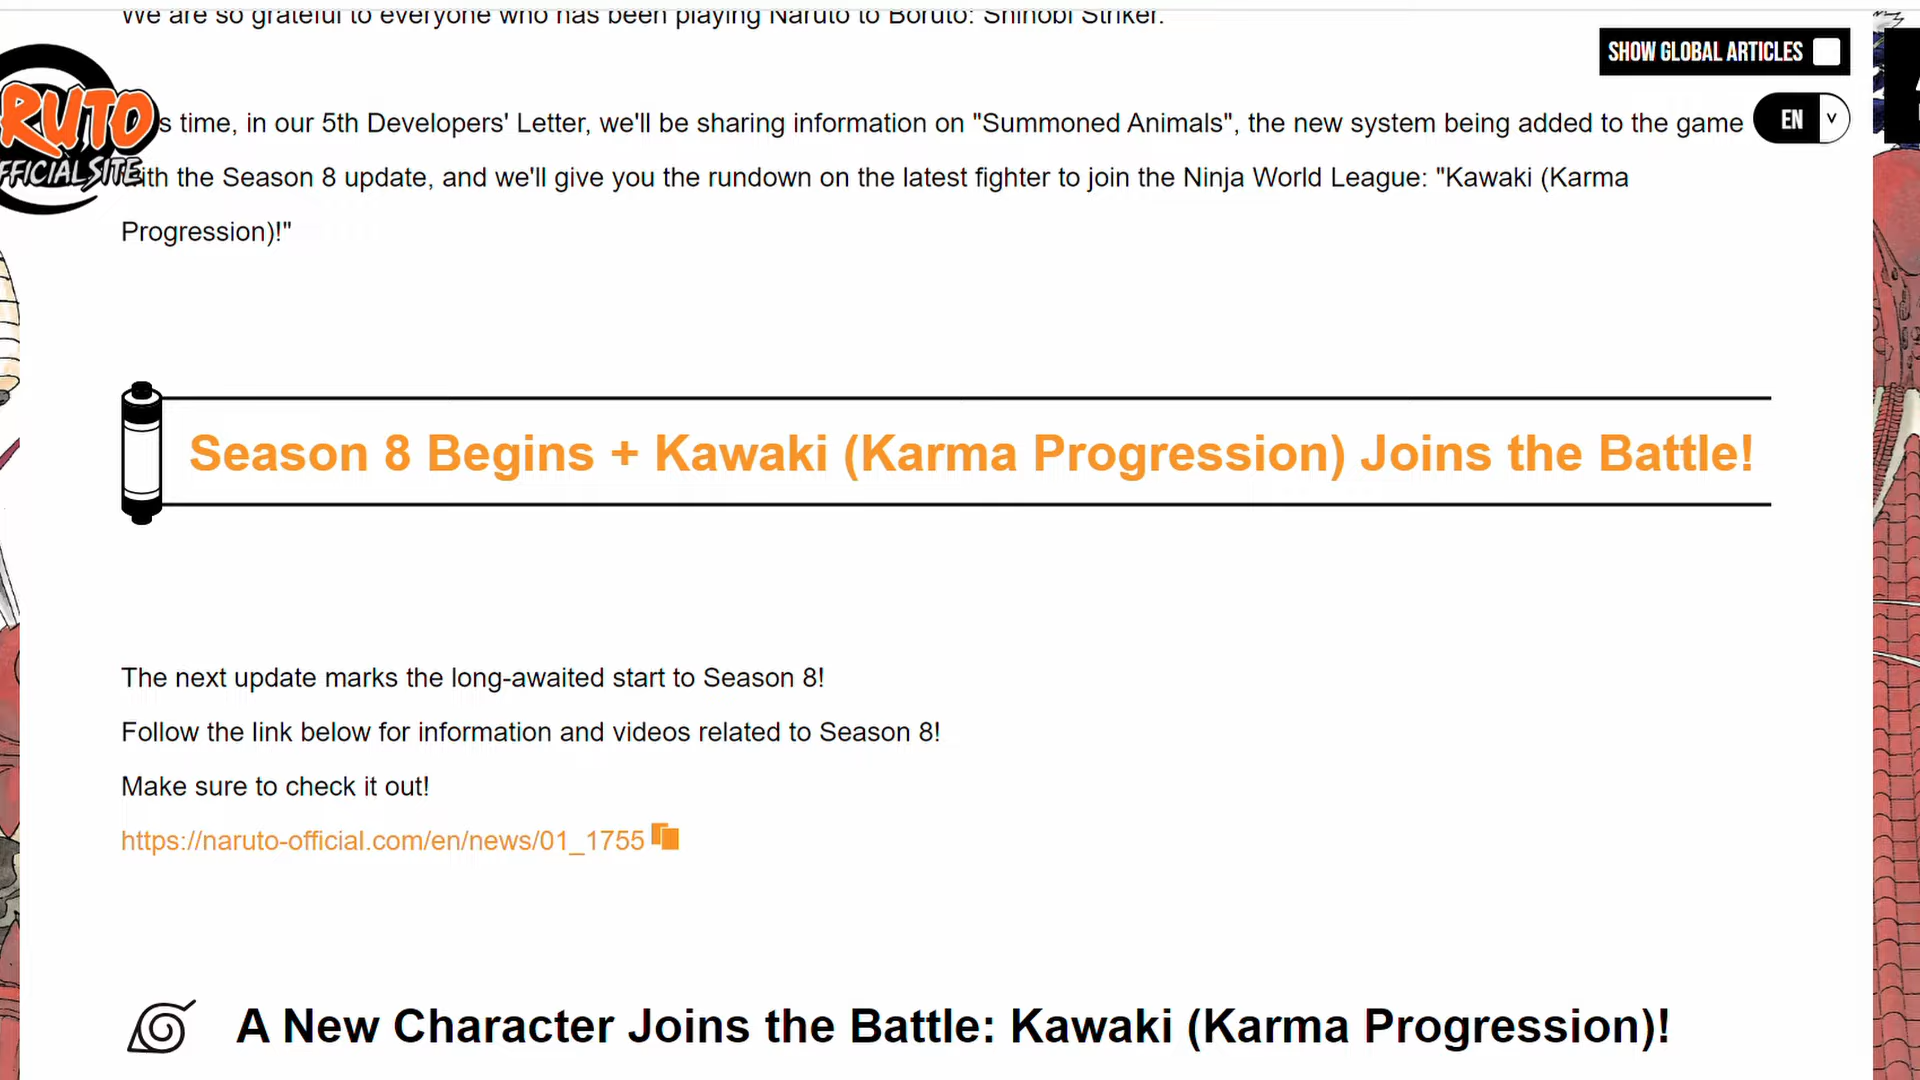 We are so grateful to everyone who has been playing Naruto to Boruto: Shinobi Striker.
SHOW GLOBAL ARTICLES
RUTO
FFICIAL SITE
s time, in our 5th Developers' Letter, we'll be sharing information on "Summoned Animals", the new system being added to the game
EN
with the Season 8 update, and we'll give you the rundown on the latest fighter to join the Ninja World League: "Kawaki (Karma
Progression)!"
Season 8 Begins + Kawaki (Karma Progression) Joins the Battle!
The next update marks the long-awaited start to Season 8!
Follow the link below for information and videos related to Season 8!
Make sure to check it out!
https://naruto-official.com/en/news/01_1755
A New Character Joins the Battle: Kawaki (Karma Progression)!